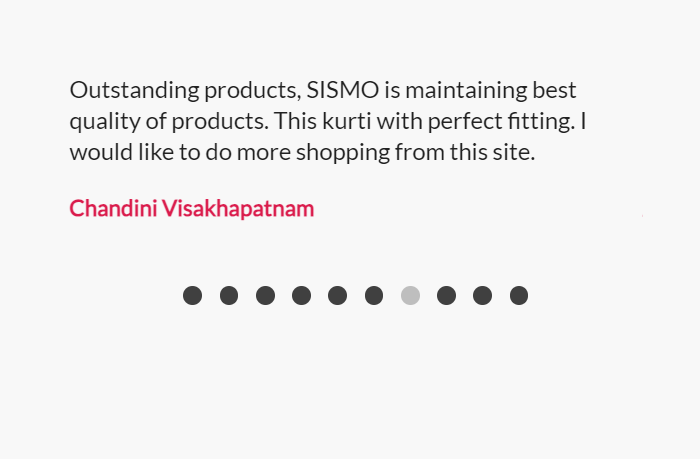 Outstanding products, SISMO is maintaining best
quality of products. This kurti with perfect fitting. I
would like to do more shopping from this site.
Chandini Visakhapatnam